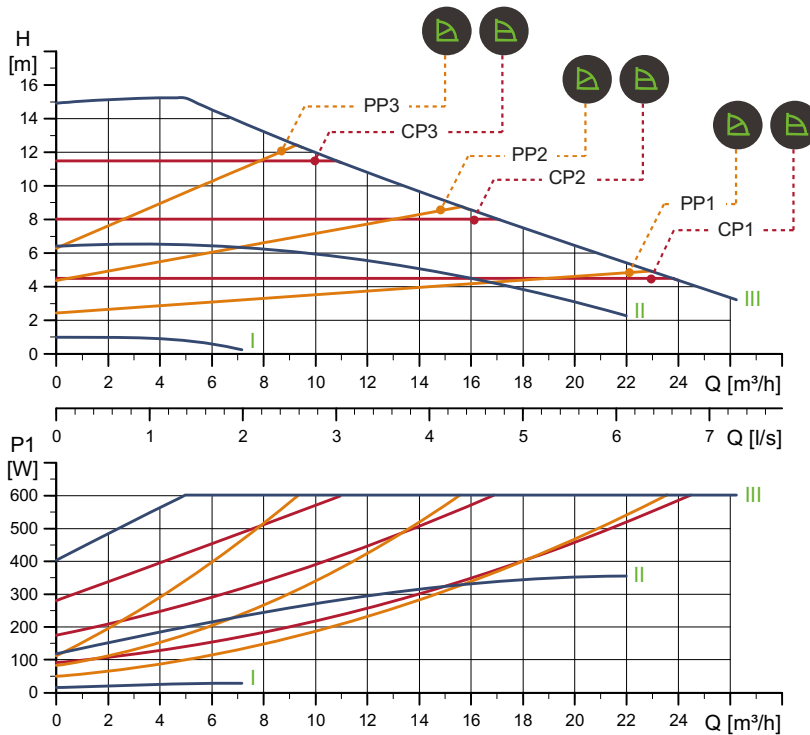 H
[m]
16
14
12
10
8
6
4
2
0
PP3
CP3
PP2
CP2
PP1
CP1
III
II
I
0 2 4 6 8 10 12 14 16 18 20 22 24 Q [m³/h]
0 1 2 3 4 5 6 7 Q [l/s]
P1
[W]
600
500
400
300
200
100
0
III
II
I
0 2 4 6 8 10 12 14 16 18 20 22 24 Q [m³/h]